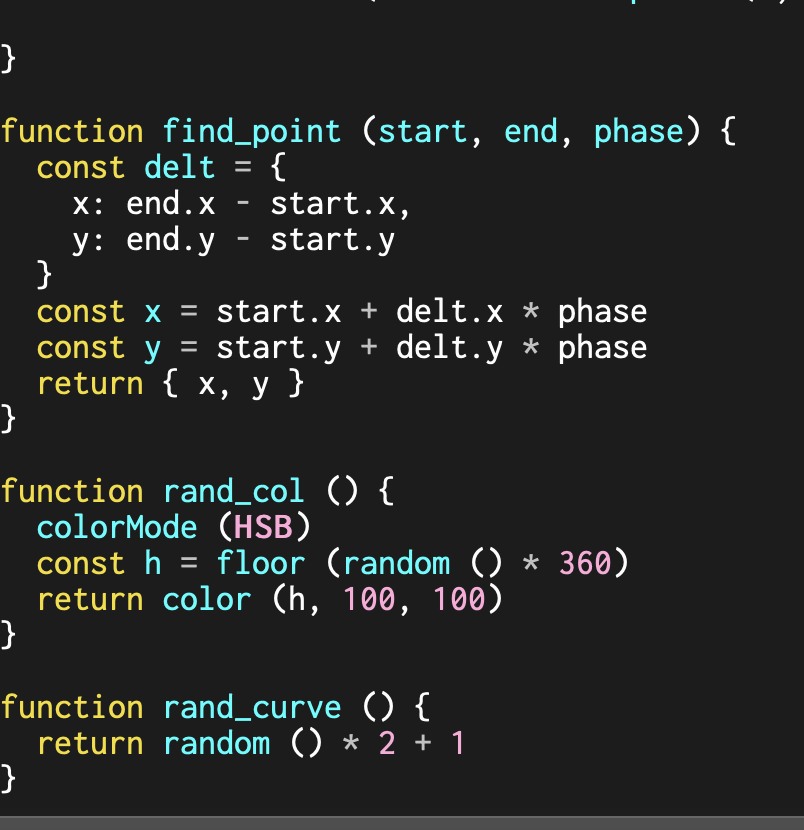 }
function find_point (start, end, phase) {
  const delt = {
    x: end.x - start.x,
    y: end.y - start.y
  }
  const x = start.x + delt.x * phase
  const y = start.y + delt.y * phase
  return { x, y }
}
function rand_col () {
  colorMode (HSB)
  const h = floor (random () * 360)
  return color (h, 100, 100)
}
function rand_curve () {
  return random () * 2 + 1
}